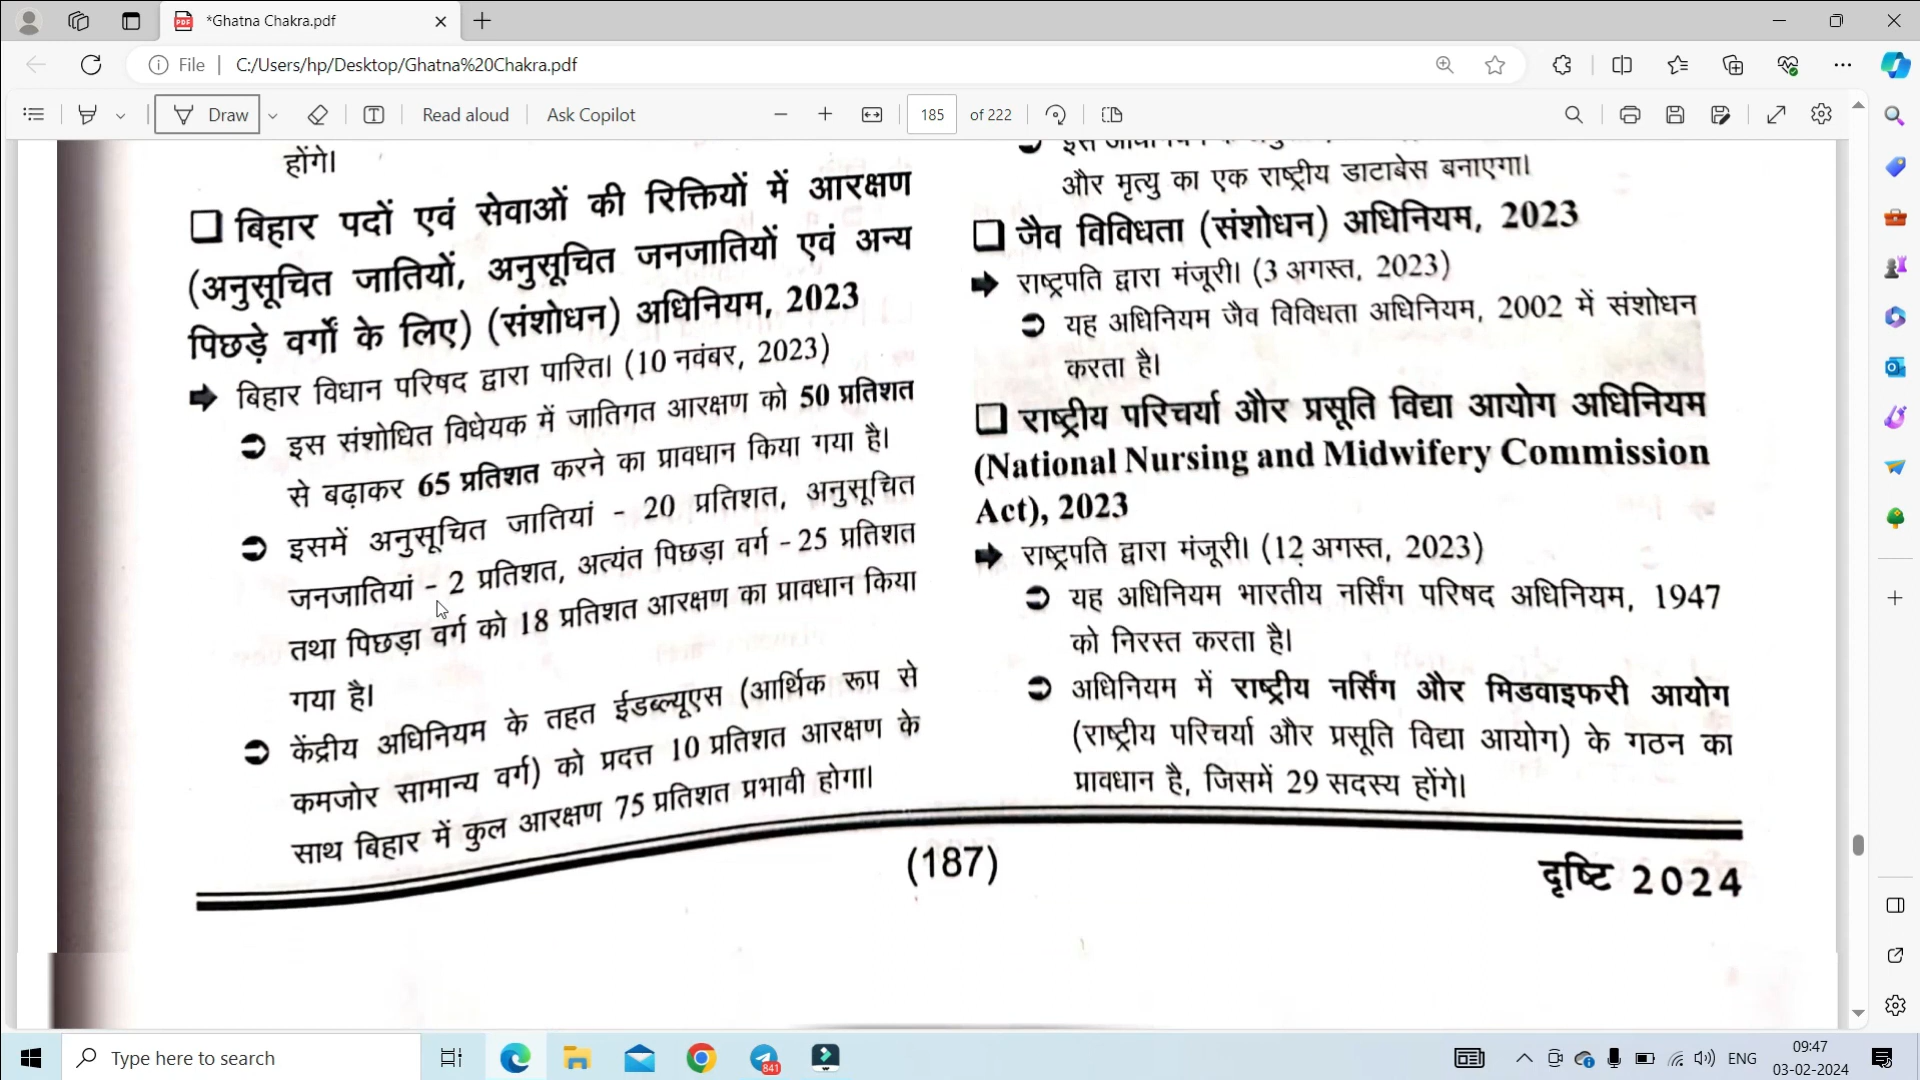 *Ghatna Chakra.pdf
File
C:/Users/hp/Desktop/Ghatna%20Chakra.pdf
Draw
Read aloud
Ask Copilot
185
of 222
होंगे।
बिहार पदों एवं सेवाओं की रिक्तियों में आरक्षण
(अनुसूचित जातियों, अनुसूचित जनजातियों एवं अन्य
पिछड़े वर्गों के लिए) (संशोधन) अधिनियम, 2023
बिहार विधान परिषद द्वारा पारित। (10 नवंबर, 2023)
इस संशोधित विधेयक में जातिगत आरक्षण को 50 प्रतिशत
से बढ़ाकर 65 प्रतिशत करने का प्रावधान किया गया है।
इसमें अनुसूचित जातियां - 20 प्रतिशत, अनुसूचित
जनजातियां - 2 प्रतिशत, अत्यंत पिछड़ा वर्ग - 25 प्रतिशत
तथा पिछड़ा वर्ग को 18 प्रतिशत आरक्षण का प्रावधान किया
गया है।
केंद्रीय अधिनियम के तहत ईडब्ल्यूएस (आर्थिक रूप से
कमजोर सामान्य वर्ग) को प्रदत्त 10 प्रतिशत आरक्षण के
साथ बिहार में कुल आरक्षण 75 प्रतिशत प्रभावी होगा।
और मृत्यु का एक राष्ट्रीय डाटाबेस बनाएगा।
जैव विविधता (संशोधन) अधिनियम, 2023
राष्ट्रपति द्वारा मंजूरी। (3 अगस्त, 2023)
यह अधिनियम जैव विविधता अधिनियम, 2002 में संशोधन
करता है।
राष्ट्रीय परिचर्या और प्रसूति विद्या आयोग अधिनियम
(National Nursing and Midwifery Commission
Act), 2023
राष्ट्रपति द्वारा मंजूरी। (12 अगस्त, 2023)
यह अधिनियम भारतीय नर्सिंग परिषद अधिनियम, 1947
को निरस्त करता है।
अधिनियम में राष्ट्रीय नर्सिंग और मिडवाइफरी आयोग
(राष्ट्रीय परिचर्या और प्रसूति विद्या आयोग) के गठन का
प्रावधान है, जिसमें 29 सदस्य होंगे।
(187)
दृष्टि 2024
Type here to search
841
ENG
09:47
03-02-2024